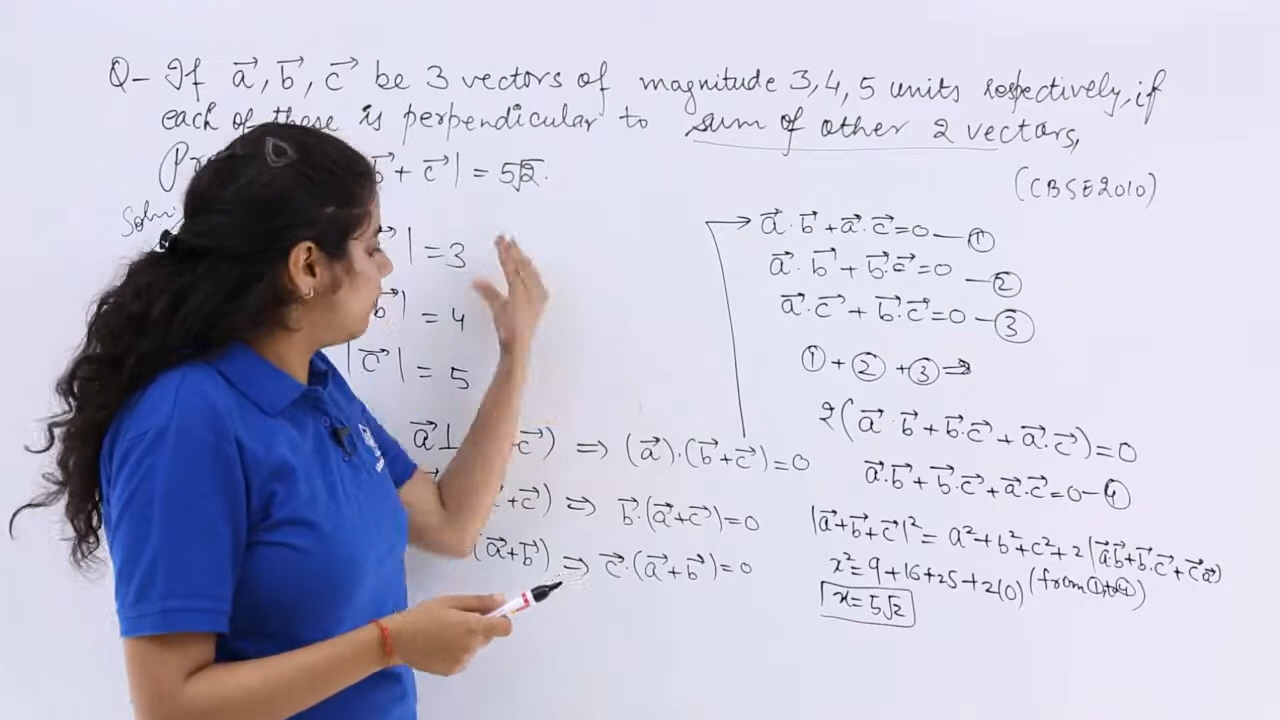 Q- If a⃗, b⃗, c⃗ be 3 vectors of magnitude 3,4,5 units respectively, if
each of these is perpendicular to sum of other 2 vectors,
b⃗ + c⃗| = 5√2.
(CBSE 2010)
Soln
| = 3
b⃗| = 4
|c⃗| = 5
a⃗ ⊥ c⃗) ⇒ (a⃗).(b⃗+c⃗)=0
+c⃗) ⇒ b⃗.(a⃗+c⃗)=0
(a⃗+b⃗) ⇒ c⃗.(a⃗+b⃗)=0
→ a⃗.b⃗ + a⃗.c⃗ = 0 — ①
a⃗.b⃗ + b⃗.c⃗ = 0 — ②
a⃗.c⃗ + b⃗.c⃗ = 0 — ③
① + ② + ③ ⇒
2(a⃗.b⃗ + b⃗.c⃗ + a⃗.c⃗) = 0
a⃗.b⃗ + b⃗.c⃗ + a⃗.c⃗ = 0 — ④
|a⃗+b⃗+c⃗|² = a²+b²+c²+2(a⃗.b⃗+b⃗.c⃗+c⃗.a⃗)
x² = 9+16+25+2(0) (from
x = 5√2